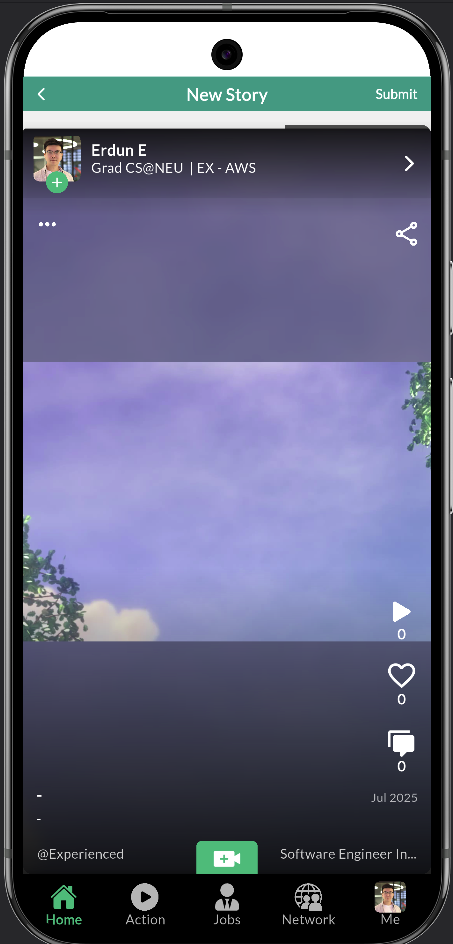 New Story
Submit
Erdun E
Grad CS@NEU | EX - AWS
0
0
0
-
Jul 2025
-
@Experienced
Software Engineer In...
Home
Action
Jobs
Network
Me